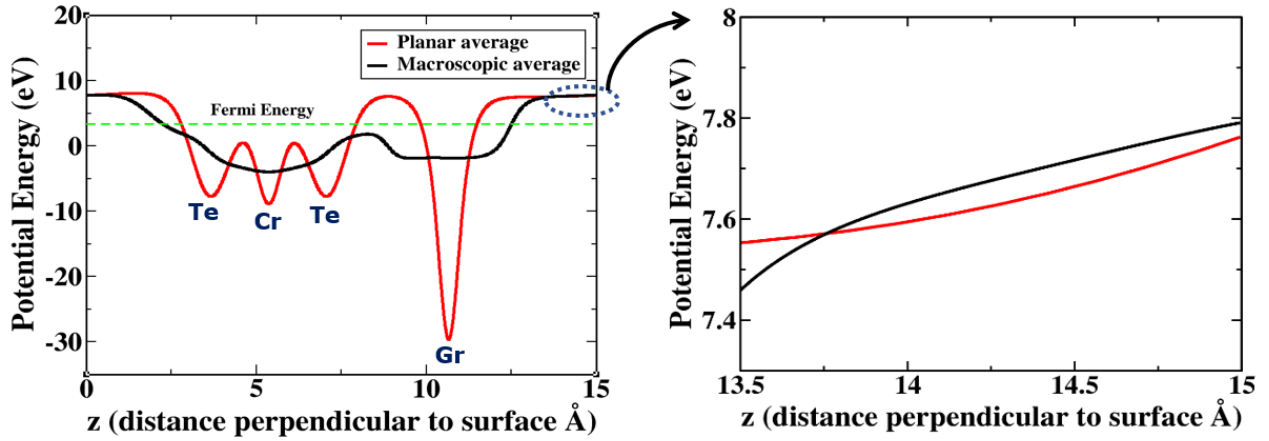 20
10
0
-10
-20
-30
Potential Energy (eV)
Planar average
Macroscopic average
Fermi Energy
Te
Cr
Te
Gr
0
5
10
15
z (distance perpendicular to surface Å)
8
7.8
7.6
7.4
Potential Energy (eV)
13.5
14
14.5
15
z (distance perpendicular to surface Å)